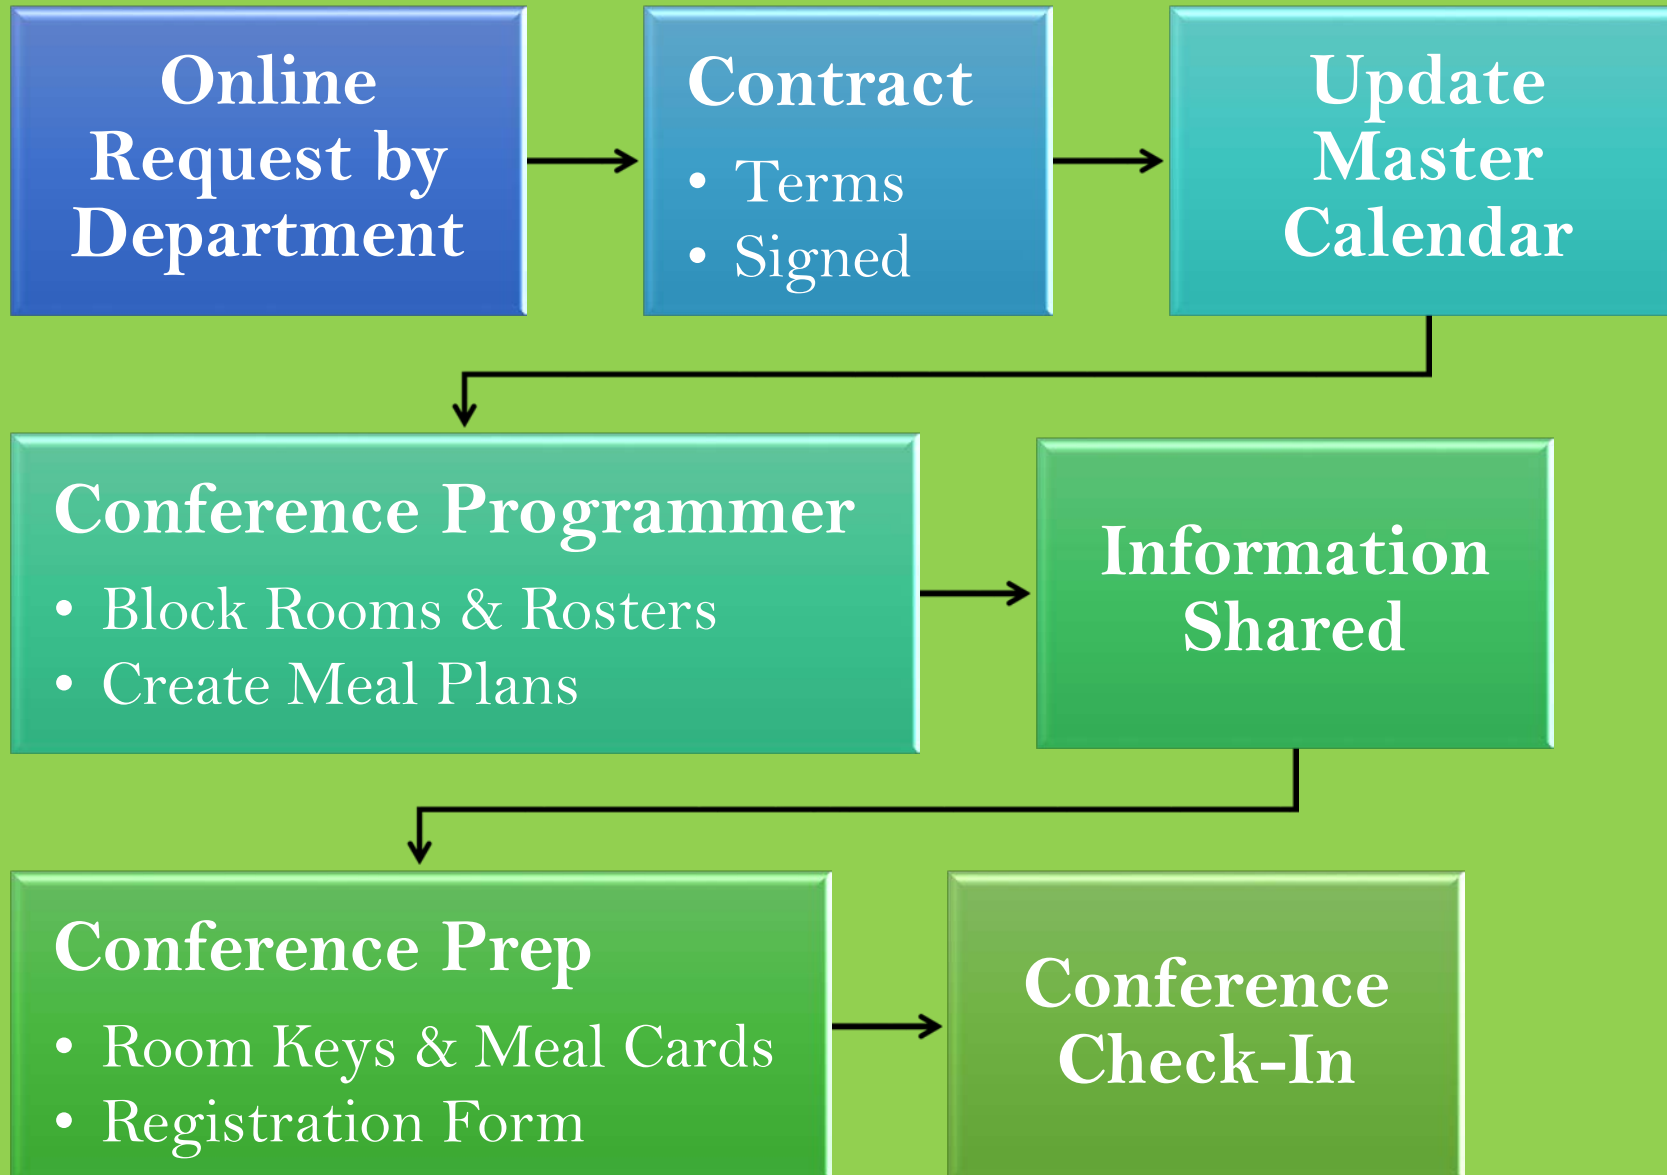 Online
Request by
Department
Contract
• Terms
• Signed
Update
Master
Calendar
Conference Programmer
• Block Rooms & Rosters
• Create Meal Plans
Information
Shared
Conference Prep
• Room Keys & Meal Cards
• Registration Form
Conference
Check-In